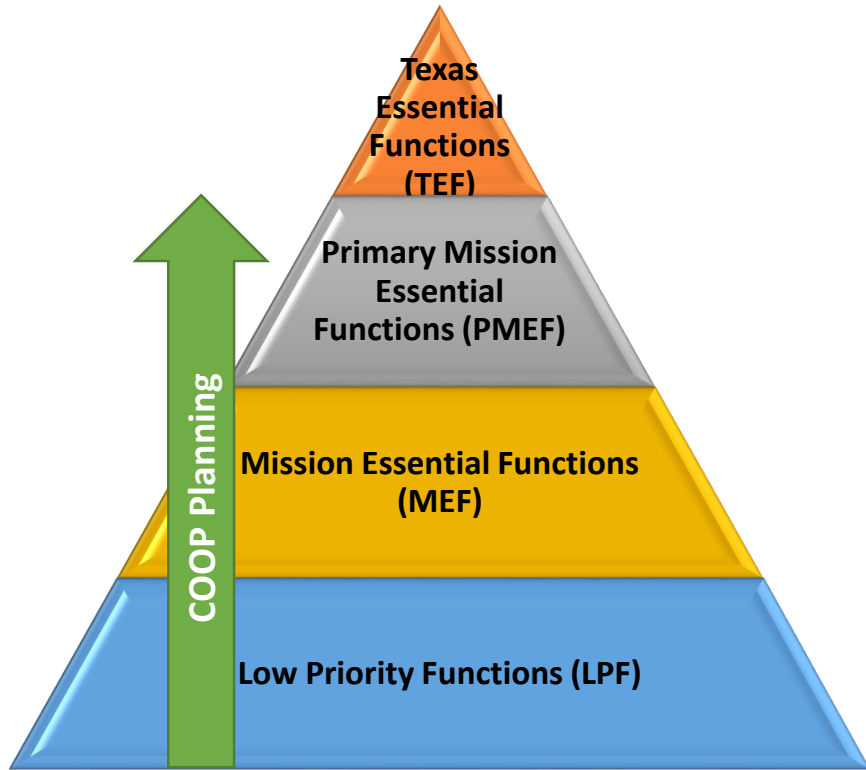 Texas
Essential
Functions
(TEF)
Primary Mission
Essential
Functions (PMEF)
Mission Essential Functions
(MEF)
Low Priority Functions (LPF)
COOP Planning